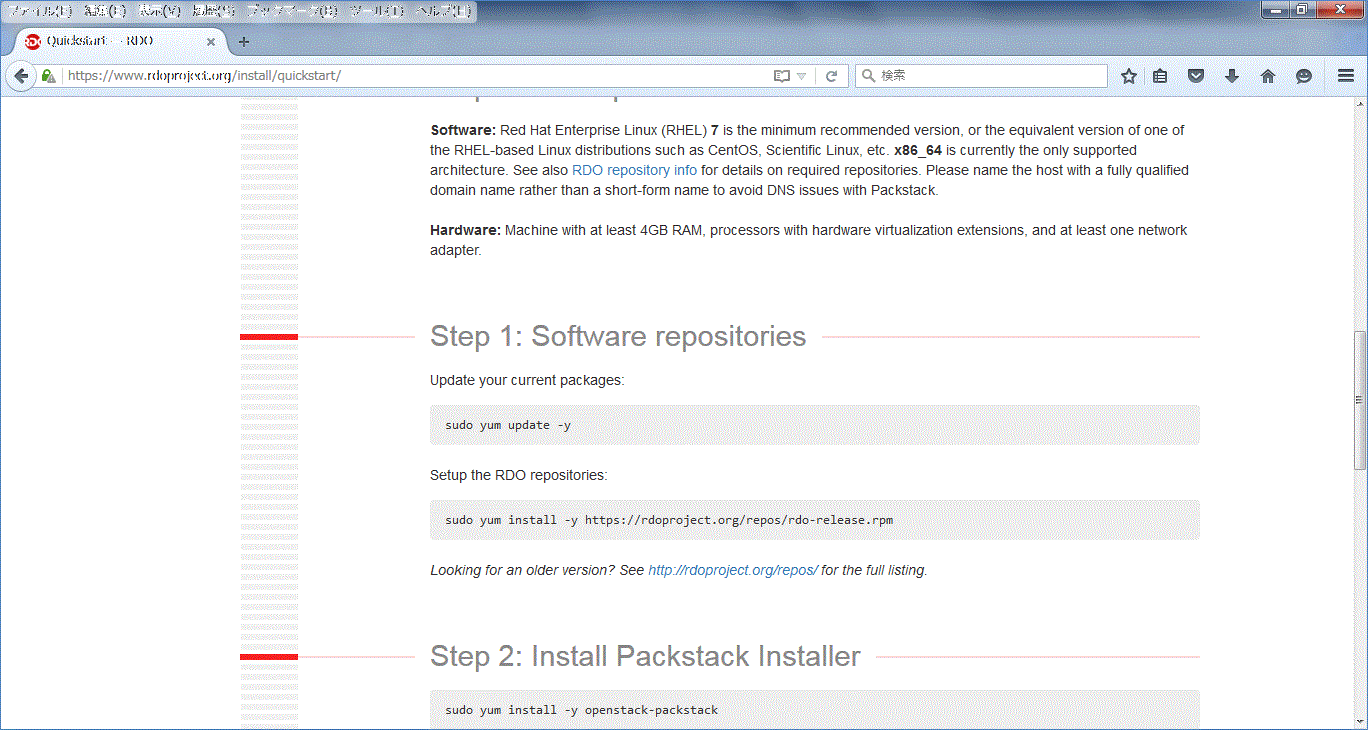 ファイル(F) 編集(E) 表示(V) 履歴(S) ブックマーク(B) ツール(T) ヘルプ(H)
Quickstart — RDO
https://www.rdoproject.org/install/quickstart/
検索
Software: Red Hat Enterprise Linux (RHEL) 7 is the minimum recommended version, or the equivalent version of one of
the RHEL-based Linux distributions such as CentOS, Scientific Linux, etc. x86_64 is currently the only supported
architecture. See also RDO repository info for details on required repositories. Please name the host with a fully qualified
domain name rather than a short-form name to avoid DNS issues with Packstack.
Hardware: Machine with at least 4GB RAM, processors with hardware virtualization extensions, and at least one network
adapter.
Step 1: Software repositories
Update your current packages:
sudo yum update -y
Setup the RDO repositories:
sudo yum install -y https://rdoproject.org/repos/rdo-release.rpm
Looking for an older version? See http://rdoproject.org/repos/ for the full listing.
Step 2: Install Packstack Installer
sudo yum install -y openstack-packstack